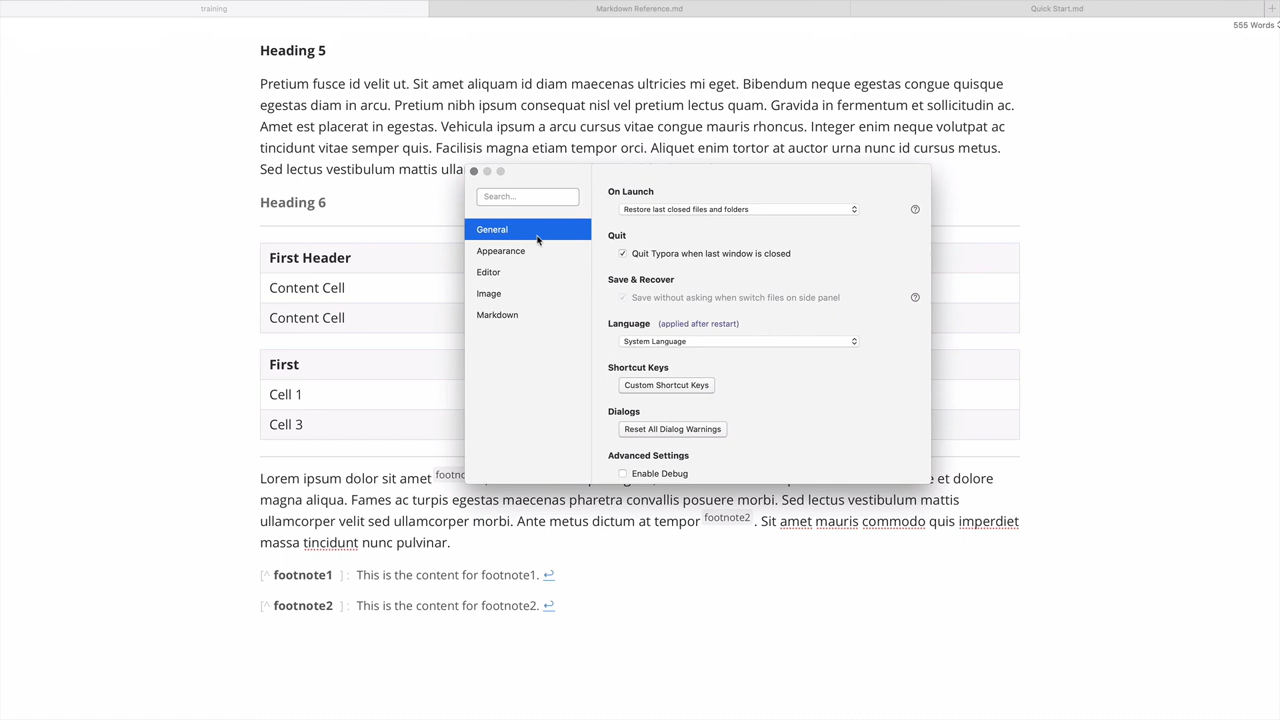 training
Markdown Reference.md
Quick Start.md
555 Words
Heading 5
Pretium fusce id velit ut. Sit amet aliquam id diam maecenas ultricies mi eget. Bibendum neque egestas congue quisque
egestas diam in arcu. Pretium nibh ipsum consequat nisl vel pretium lectus quam. Gravida in fermentum et sollicitudin ac.
Amet est placerat in egestas. Vehicula ipsum a arcu cursus vitae congue mauris rhoncus. Integer enim neque volutpat ac
tincidunt vitae semper quis. Facilisis magna etiam tempor orci. Aliquet enim tortor at auctor urna nunc id cursus metus.
Sed lectus vestibulum mattis ulla
Heading 6
First Header
Content Cell
Content Cell
First
Cell 1
Cell 3
Search...
General
Appearance
Editor
Image
Markdown
On Launch
Restore last closed files and folders
Quit
Quit Typora when last window is closed
Save & Recover
Save without asking when switch files on side panel
Language (applied after restart)
System Language
Shortcut Keys
Custom Shortcut Keys
Dialogs
Reset All Dialog Warnings
Advanced Settings
Enable Debug
Lorem ipsum dolor sit amet footno e et dolore
magna aliqua. Fames ac turpis egestas maecenas pharetra convallis posuere morbi. Sed lectus vestibulum mattis
ullamcorper velit sed ullamcorper morbi. Ante metus dictum at tempor footnote2 . Sit amet mauris commodo quis imperdiet
massa tincidunt nunc pulvinar.
[^ footnote1 ] : This is the content for footnote1. ↩
[^ footnote2 ] : This is the content for footnote2. ↩